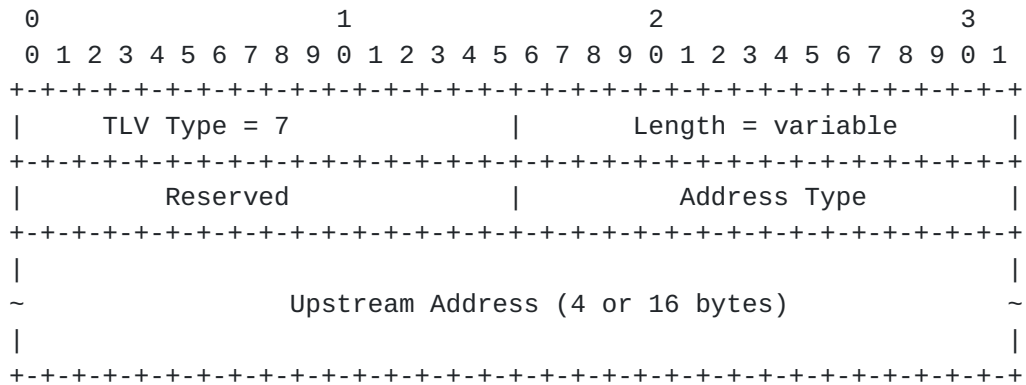 0                   1                   2                   3
 0 1 2 3 4 5 6 7 8 9 0 1 2 3 4 5 6 7 8 9 0 1 2 3 4 5 6 7 8 9 0 1
+-+-+-+-+-+-+-+-+-+-+-+-+-+-+-+-+-+-+-+-+-+-+-+-+-+-+-+-+-+-+-+-+
|     TLV Type = 7              |       Length = variable       |
+-+-+-+-+-+-+-+-+-+-+-+-+-+-+-+-+-+-+-+-+-+-+-+-+-+-+-+-+-+-+-+-+
|         Reserved              |          Address Type         |
+-+-+-+-+-+-+-+-+-+-+-+-+-+-+-+-+-+-+-+-+-+-+-+-+-+-+-+-+-+-+-+-+
|                                                               |
~                 Upstream Address (4 or 16 bytes)              ~
|                                                               |
+-+-+-+-+-+-+-+-+-+-+-+-+-+-+-+-+-+-+-+-+-+-+-+-+-+-+-+-+-+-+-+-+